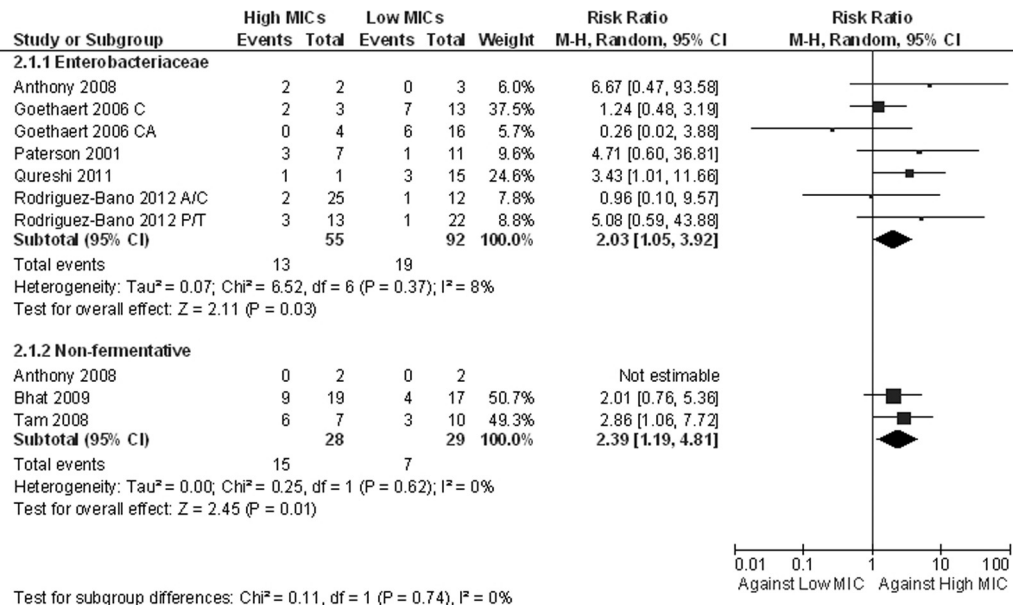 High MICs Low MICs Risk Ratio Risk Ratio
Study or Subgroup Events Total Events Total Weight M-H, Random, 95% CI M-H, Random, 95% CI
2.1.1 Enterobacteriaceae
Anthony 2008 2 2 0 3 6.0% 6.67 [0.47, 93.58]
Goethaert 2006 C 2 3 7 13 37.5% 1.24 [0.48, 3.19]
Goethaert 2006 CA 0 4 6 16 5.7% 0.26 [0.02, 3.88]
Paterson 2001 3 7 1 11 9.6% 4.71 [0.60, 36.81]
Qureshi 2011 1 1 3 15 24.6% 3.43 [1.01, 11.66]
Rodriguez-Bano 2012 A/C 2 25 1 12 7.8% 0.96 [0.10, 9.57]
Rodriguez-Bano 2012 P/T 3 13 1 22 8.8% 5.08 [0.59, 43.88]
Subtotal (95% CI) 55 92 100.0% 2.03 [1.05, 3.92]
Total events 13 19
Heterogeneity: Tau² = 0.07; Chi² = 6.52, df = 6 (P = 0.37); I² = 8%
Test for overall effect: Z = 2.11 (P = 0.03)
2.1.2 Non-fermentative
Anthony 2008 0 2 0 2 Not estimable
Bhat 2009 9 19 4 17 50.7% 2.01 [0.76, 5.36]
Tam 2008 6 7 3 10 49.3% 2.86 [1.06, 7.72]
Subtotal (95% CI) 28 29 100.0% 2.39 [1.19, 4.81]
Total events 15 7
Heterogeneity: Tau² = 0.00; Chi² = 0.25, df = 1 (P = 0.62); I² = 0%
Test for overall effect: Z = 2.45 (P = 0.01)
0.01 0.1 1 10 100
Against Low MIC Against High MIC
Test for subgroup differences: Chi² = 0.11, df = 1 (P = 0.74), I² = 0%